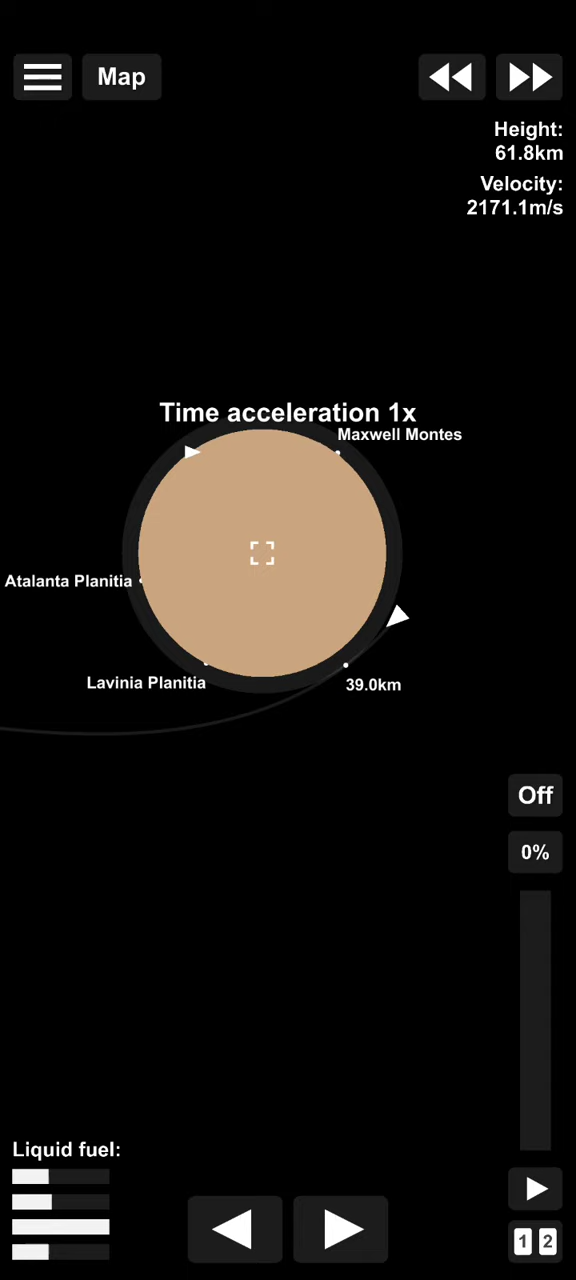 Map
Height:
61.8km
Velocity:
2171.1m/s
Time acceleration 1x
Maxwell Montes
Atalanta Planitia
Lavinia Planitia
39.0km
Off
0%
Liquid fuel:
1 2